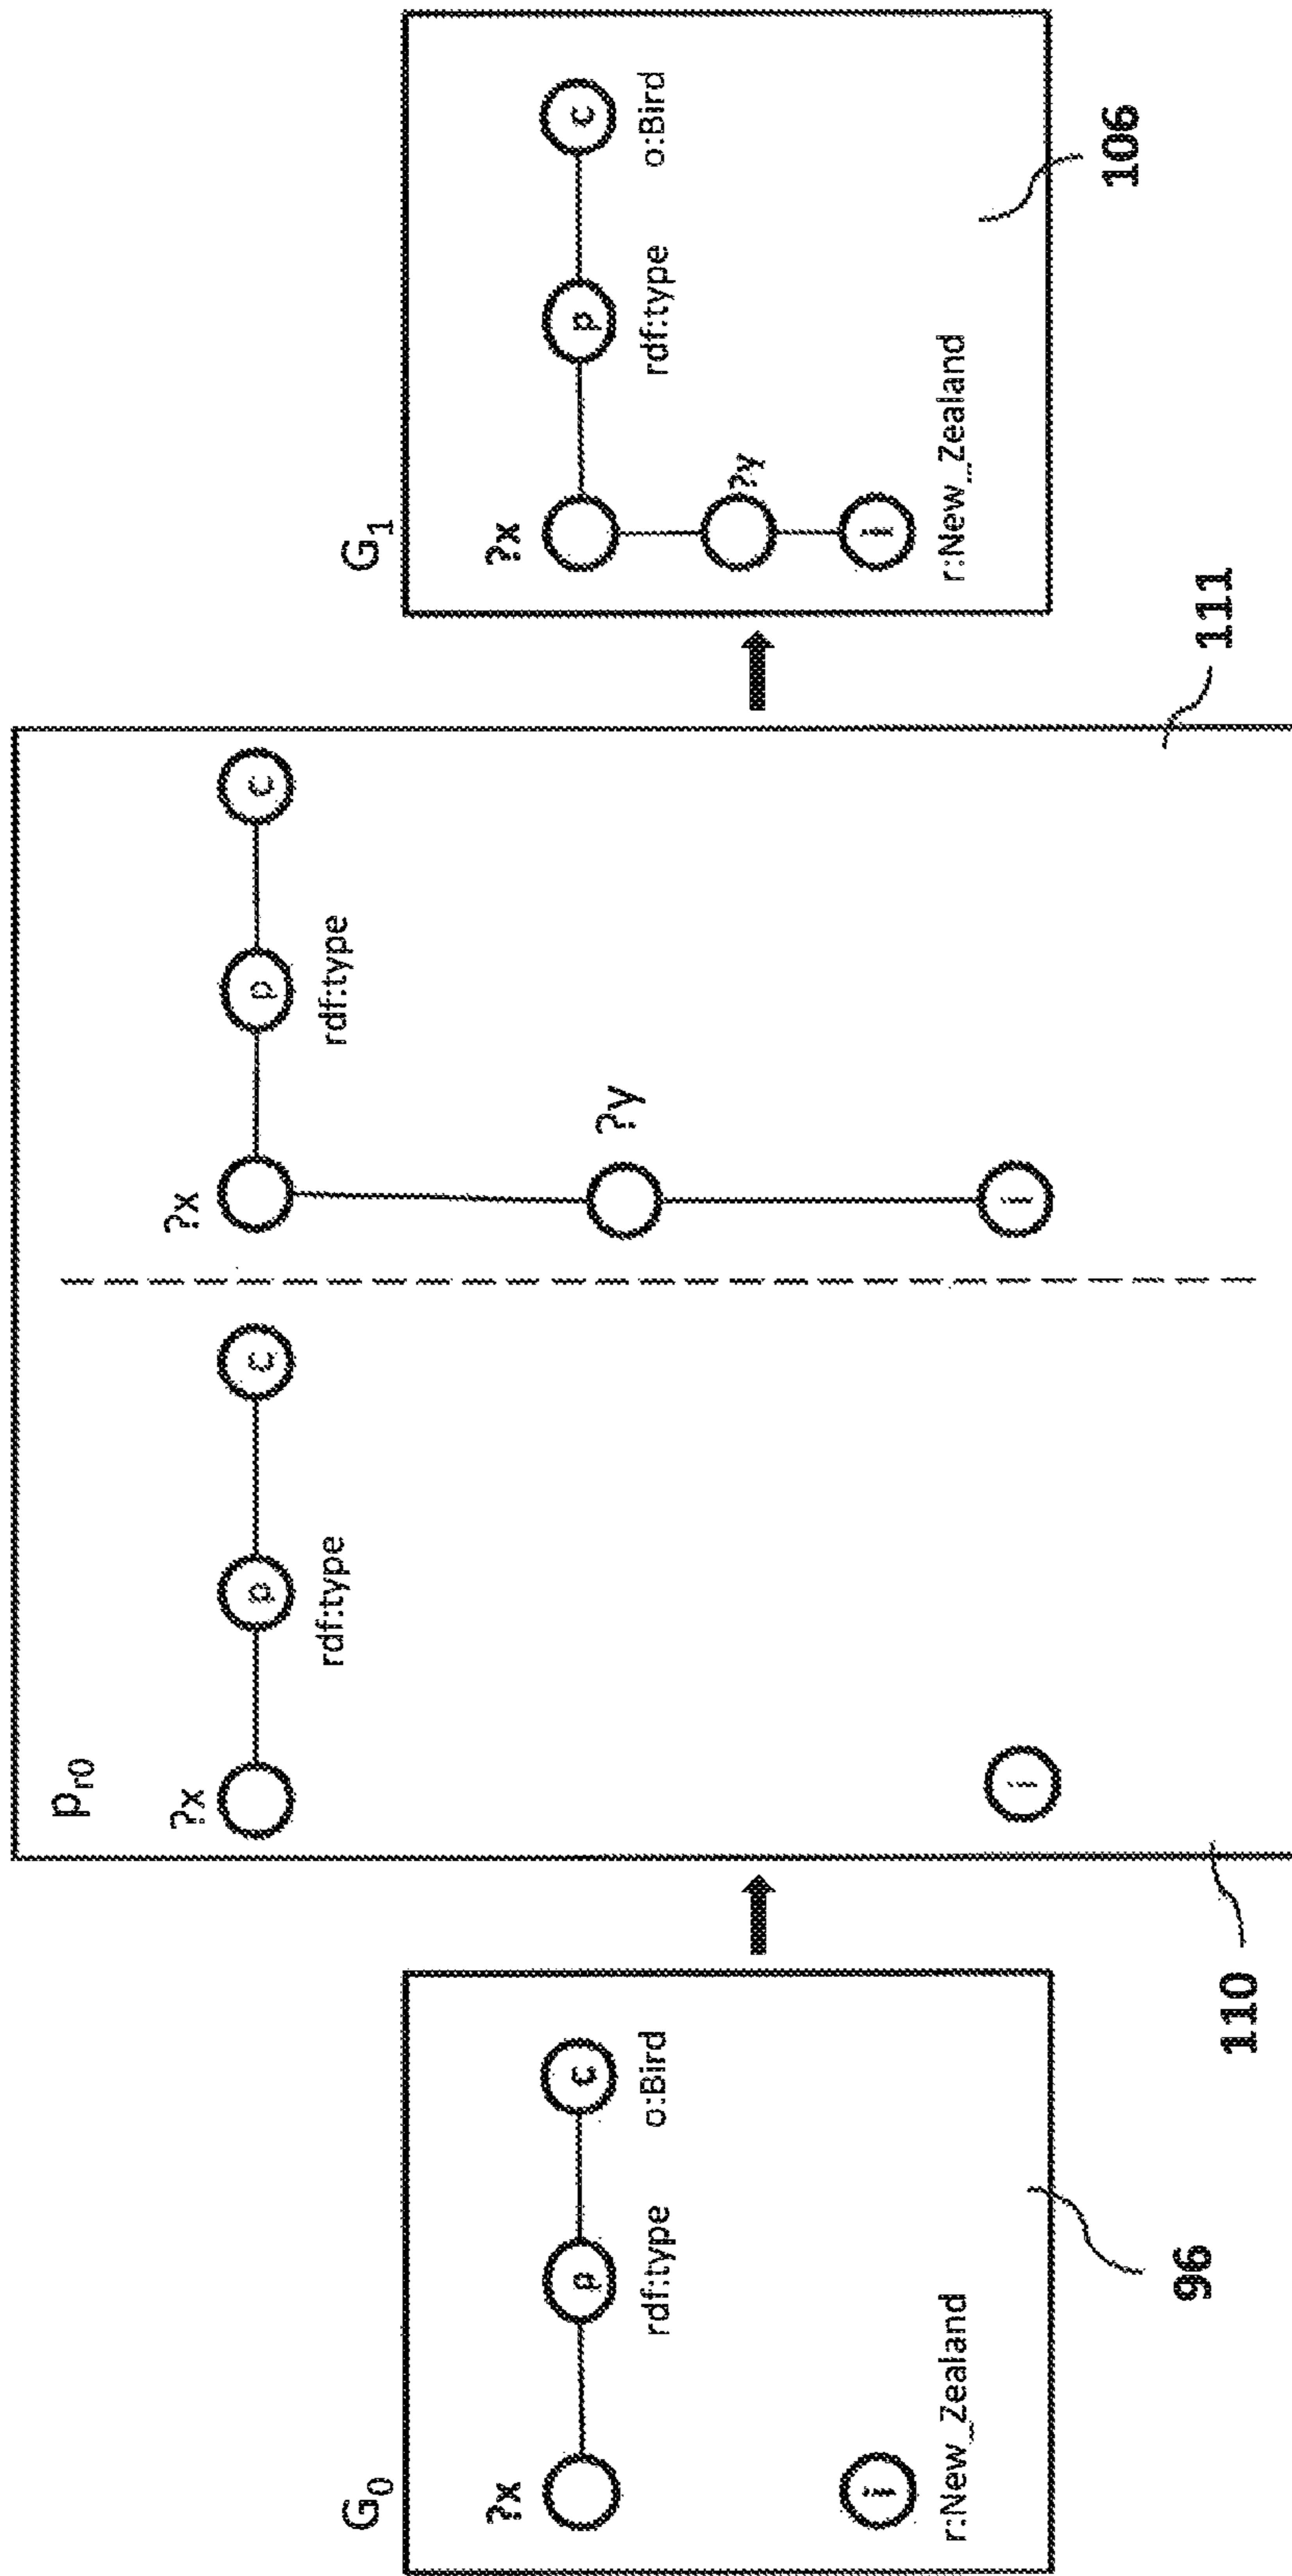 G0
?x
p
c
rdf:type
o:Bird
i
r:New_Zealand
96
pr0
?x
p
c
rdf:type
i
110
?x
p
c
rdf:type
?y
i
111
G1
?x
p
c
rdf:type
o:Bird
?y
i
r:New_Zealand
106